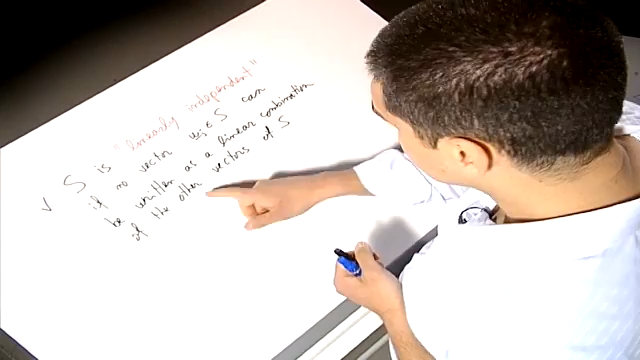 ✓ S is "linearly independent"
if no vector v⃗ⱼ ∈ S can
be written as a linear combination
of the other vectors of S